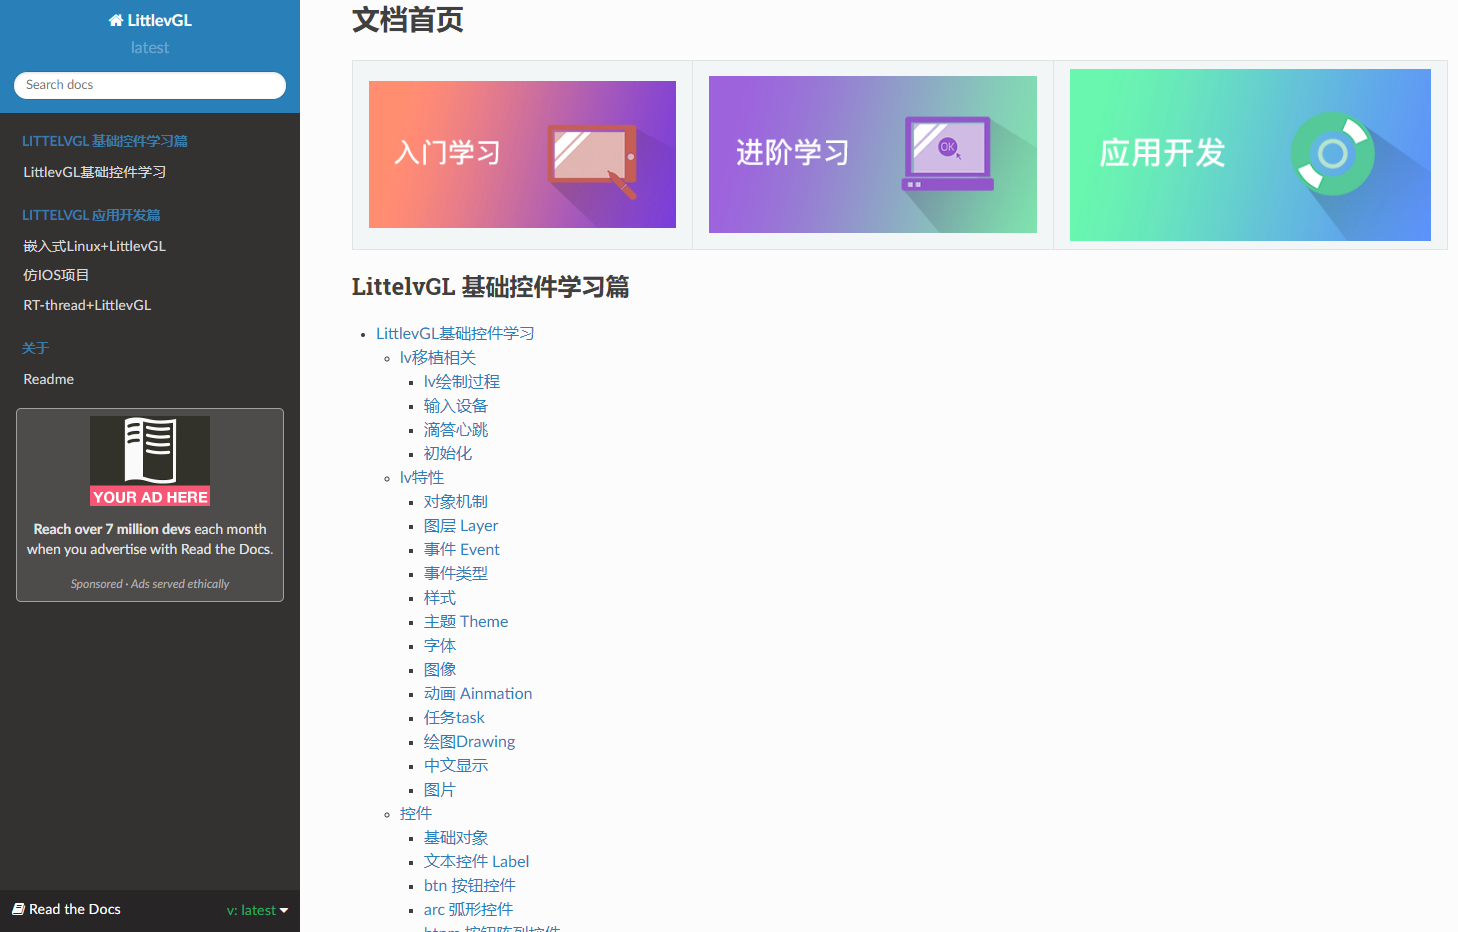 LittlevGL
latest
Search docs
LITTELVGL 基础控件学习篇
LittlevGL基础控件学习
LITTELVGL 应用开发篇
嵌入式Linux+LittlevGL
仿IOS项目
RT-thread+LittlevGL
关于
Readme
YOUR AD HERE
Reach over 7 million devs each month
when you advertise with Read the Docs.
Sponsored · Ads served ethically
Read the Docs
v: latest
文档首页
入门学习
进阶学习
OK
应用开发
LittelvGL 基础控件学习篇
LittlevGL基础控件学习
lv移植相关
lv绘制过程
输入设备
滴答心跳
初始化
lv特性
对象机制
图层 Layer
事件 Event
事件类型
样式
主题 Theme
字体
图像
动画 Ainmation
任务task
绘图Drawing
中文显示
图片
控件
基础对象
文本控件 Label
btn 按钮控件
arc 弧形控件
btnm 按钮阵列控件